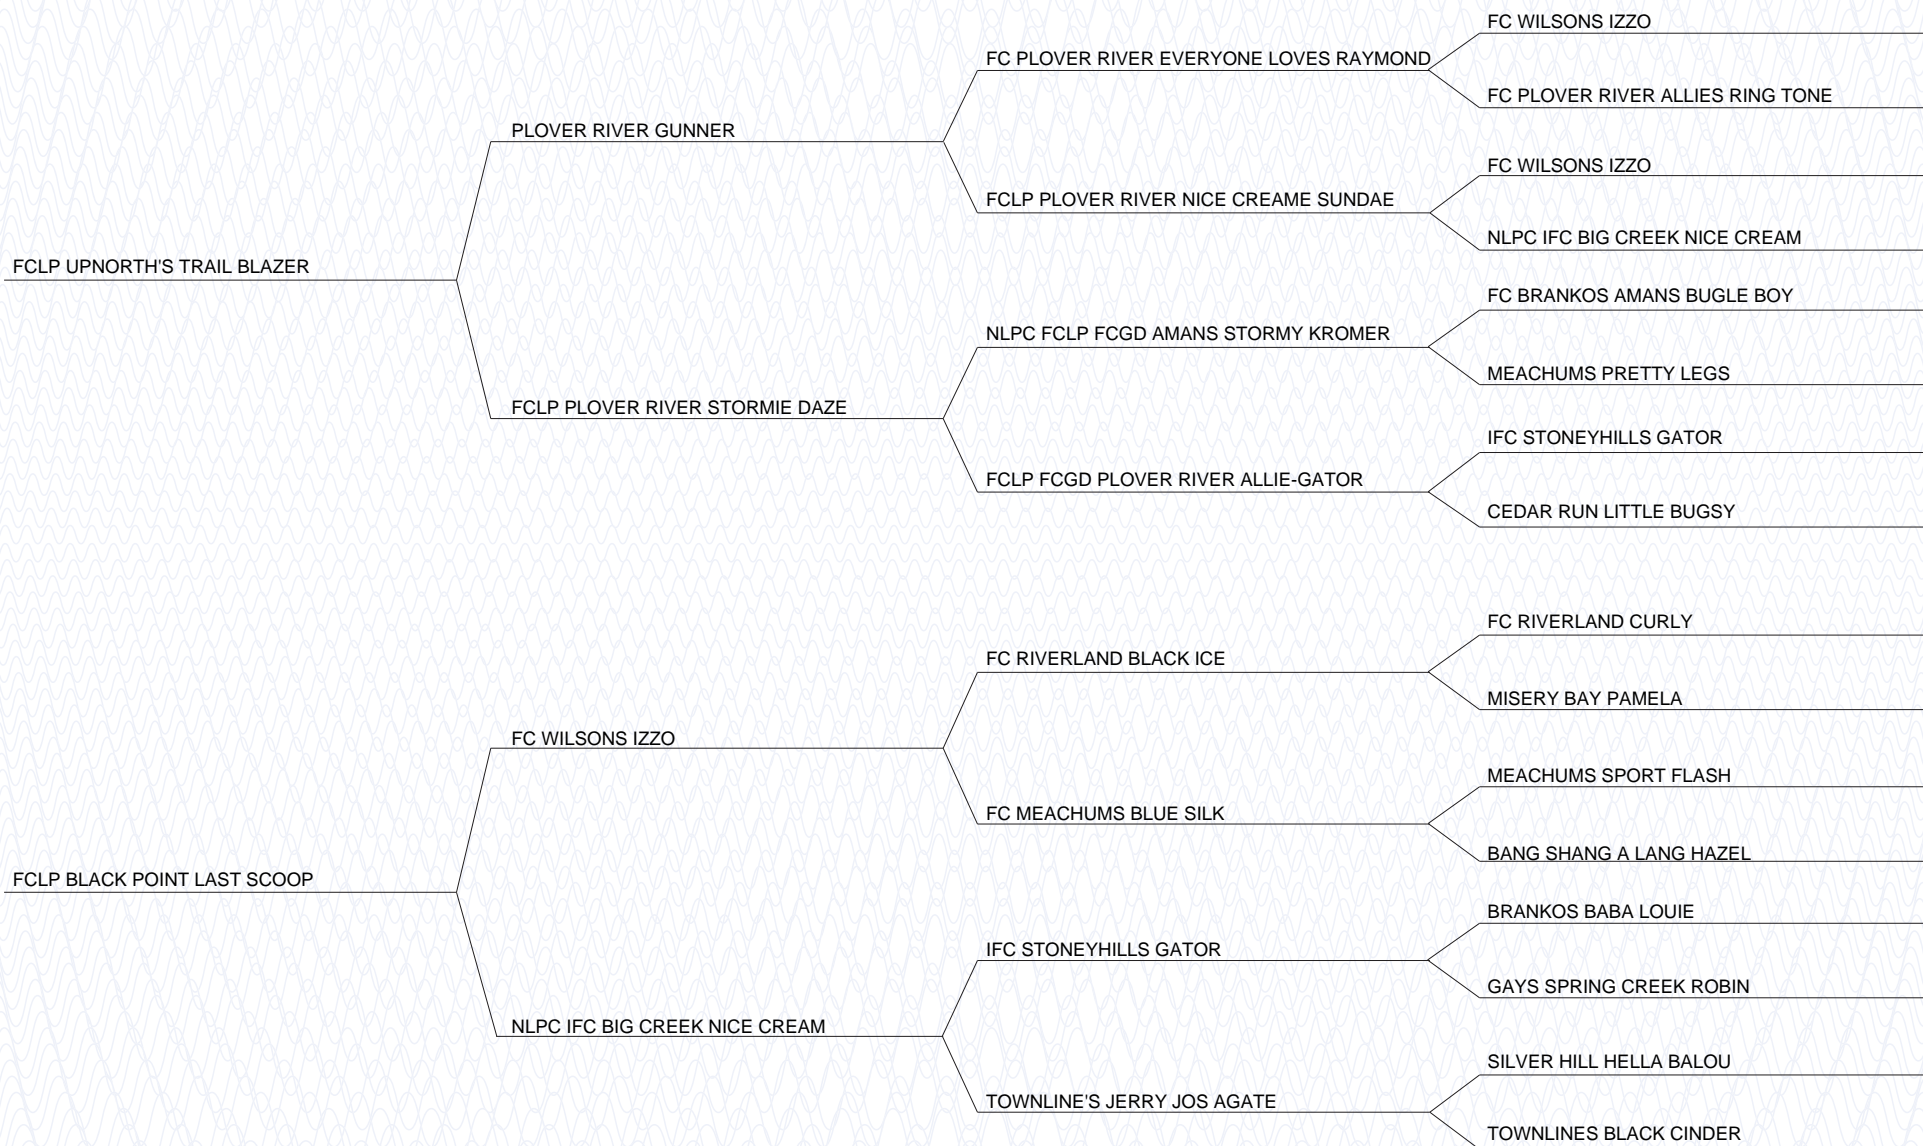 FC WILSONS IZZO
FC PLOVER RIVER EVERYONE LOVES RAYMOND
FC PLOVER RIVER ALLIES RING TONE
PLOVER RIVER GUNNER
FC WILSONS IZZO
FCLP PLOVER RIVER NICE CREAME SUNDAE
NLPC IFC BIG CREEK NICE CREAM
FCLP UPNORTH'S TRAIL BLAZER
FC BRANKOS AMANS BUGLE BOY
NLPC FCLP FCGD AMANS STORMY KROMER
MEACHUMS PRETTY LEGS
FCLP PLOVER RIVER STORMIE DAZE
IFC STONEYHILLS GATOR
FCLP FCGD PLOVER RIVER ALLIE-GATOR
CEDAR RUN LITTLE BUGSY
FC RIVERLAND CURLY
FC RIVERLAND BLACK ICE
MISERY BAY PAMELA
FC WILSONS IZZO
MEACHUMS SPORT FLASH
FC MEACHUMS BLUE SILK
BANG SHANG A LANG HAZEL
FCLP BLACK POINT LAST SCOOP
BRANKOS BABA LOUIE
IFC STONEYHILLS GATOR
GAYS SPRING CREEK ROBIN
NLPC IFC BIG CREEK NICE CREAM
SILVER HILL HELLA BALOU
TOWNLINE'S JERRY JOS AGATE
TOWNLINES BLACK CINDER